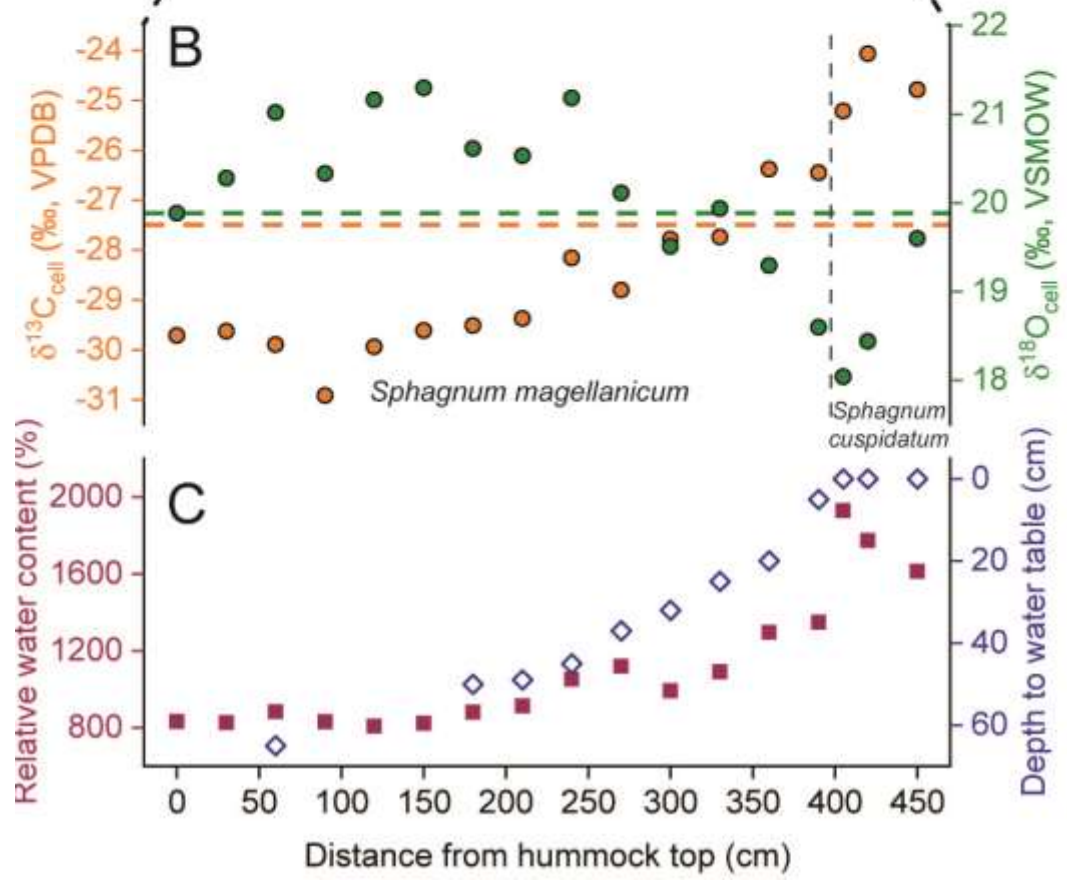 B
-24
-25
-26
-27
-28
-29
-30
-31
δ¹³C_cell (‰, VPDB)
22
21
20
19
18
δ¹⁸O_cell (‰, VSMOW)
Sphagnum magellanicum
Sphagnum
cuspidatum
C
2000
1600
1200
800
Relative water content (%)
0
20
40
60
Depth to water table (cm)
0 50 100 150 200 250 300 350 400 450
Distance from hummock top (cm)